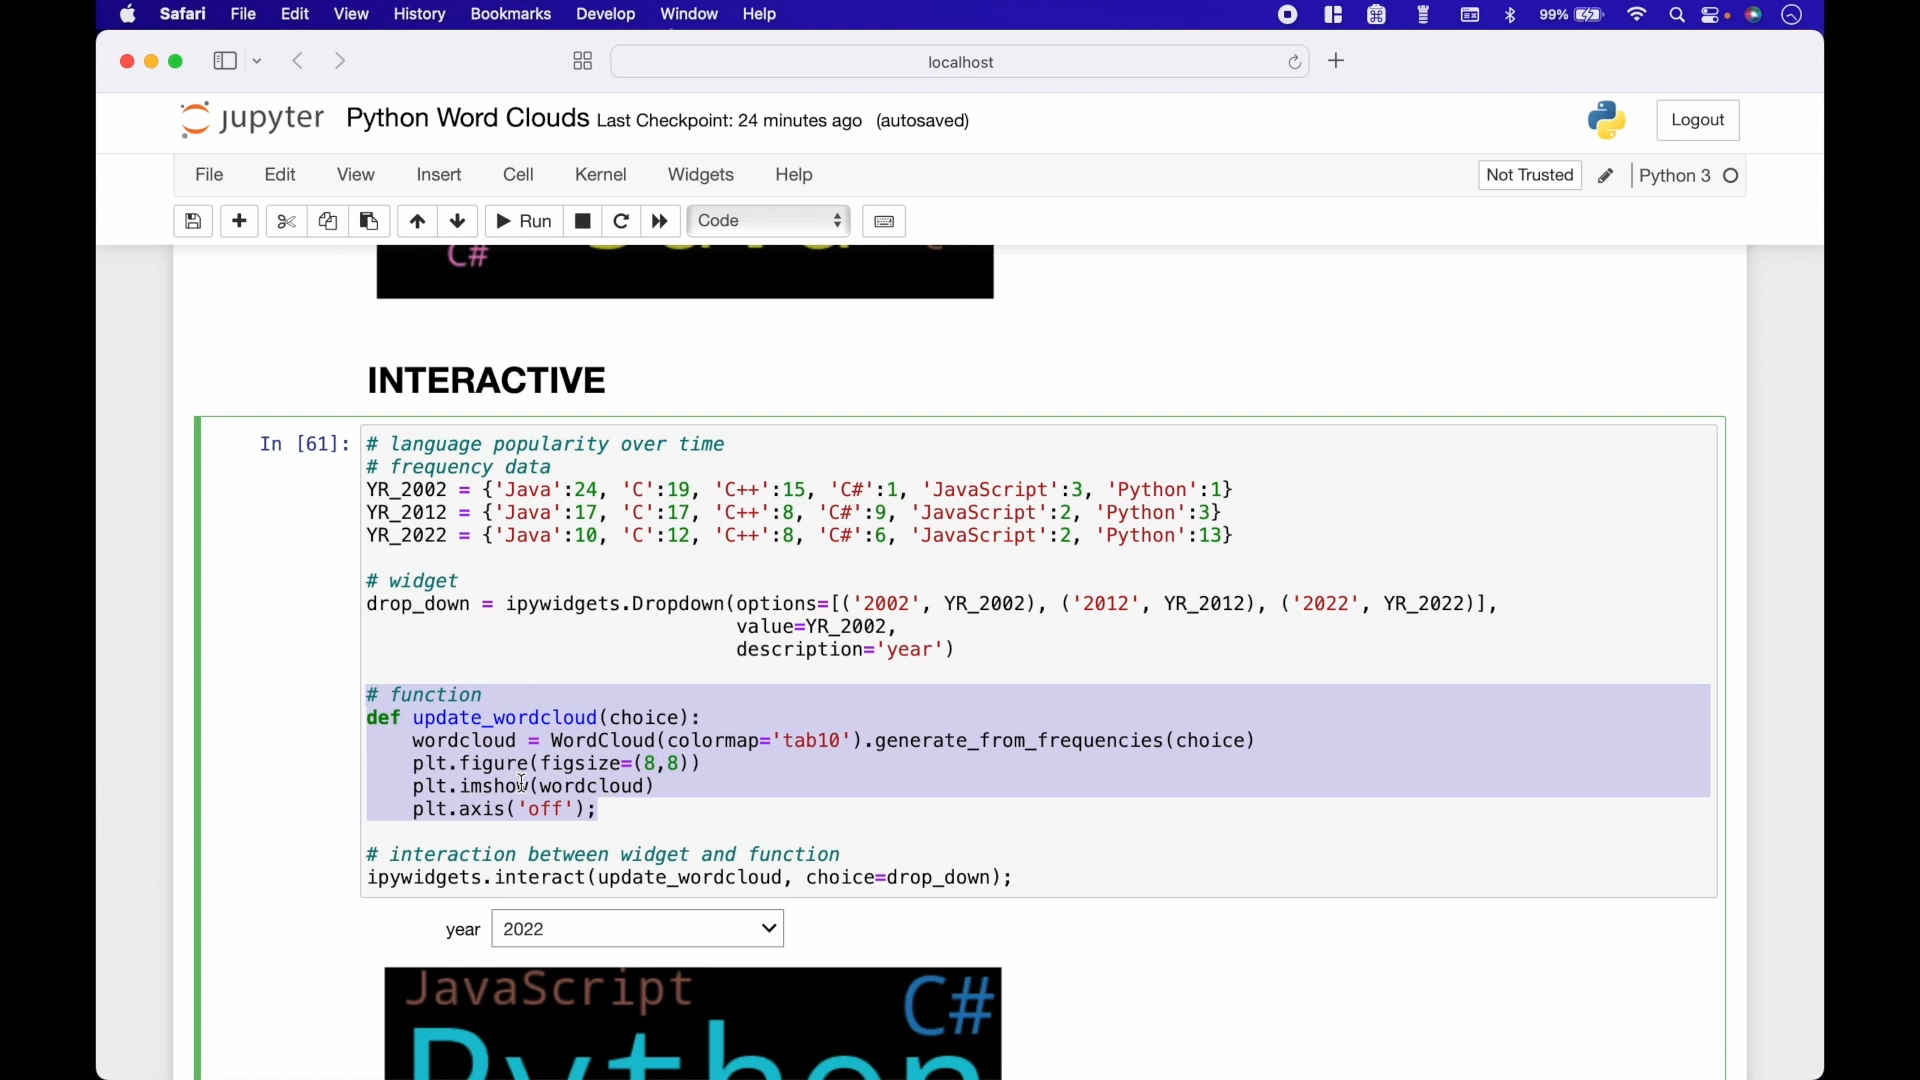 Safari File Edit View History Bookmarks Develop Window Help 99%
localhost
jupyter Python Word Clouds Last Checkpoint: 24 minutes ago (autosaved) Logout
File Edit View Insert Cell Kernel Widgets Help Not Trusted Python 3
Run Code
C#
INTERACTIVE
In [61]: # language popularity over time
# frequency data
YR_2002 = {'Java':24, 'C':19, 'C++':15, 'C#':1, 'JavaScript':3, 'Python':1}
YR_2012 = {'Java':17, 'C':17, 'C++':8, 'C#':9, 'JavaScript':2, 'Python':3}
YR_2022 = {'Java':10, 'C':12, 'C++':8, 'C#':6, 'JavaScript':2, 'Python':13}
# widget
drop_down = ipywidgets.Dropdown(options=[('2002', YR_2002), ('2012', YR_2012), ('2022', YR_2022)],
value=YR_2002,
description='year')
# function
def update_wordcloud(choice):
wordcloud = WordCloud(colormap='tab10').generate_from_frequencies(choice)
plt.figure(figsize=(8,8))
plt.imshow(wordcloud)
plt.axis('off');
# interaction between widget and function
ipywidgets.interact(update_wordcloud, choice=drop_down);
year 2022
JavaScript C#
Python